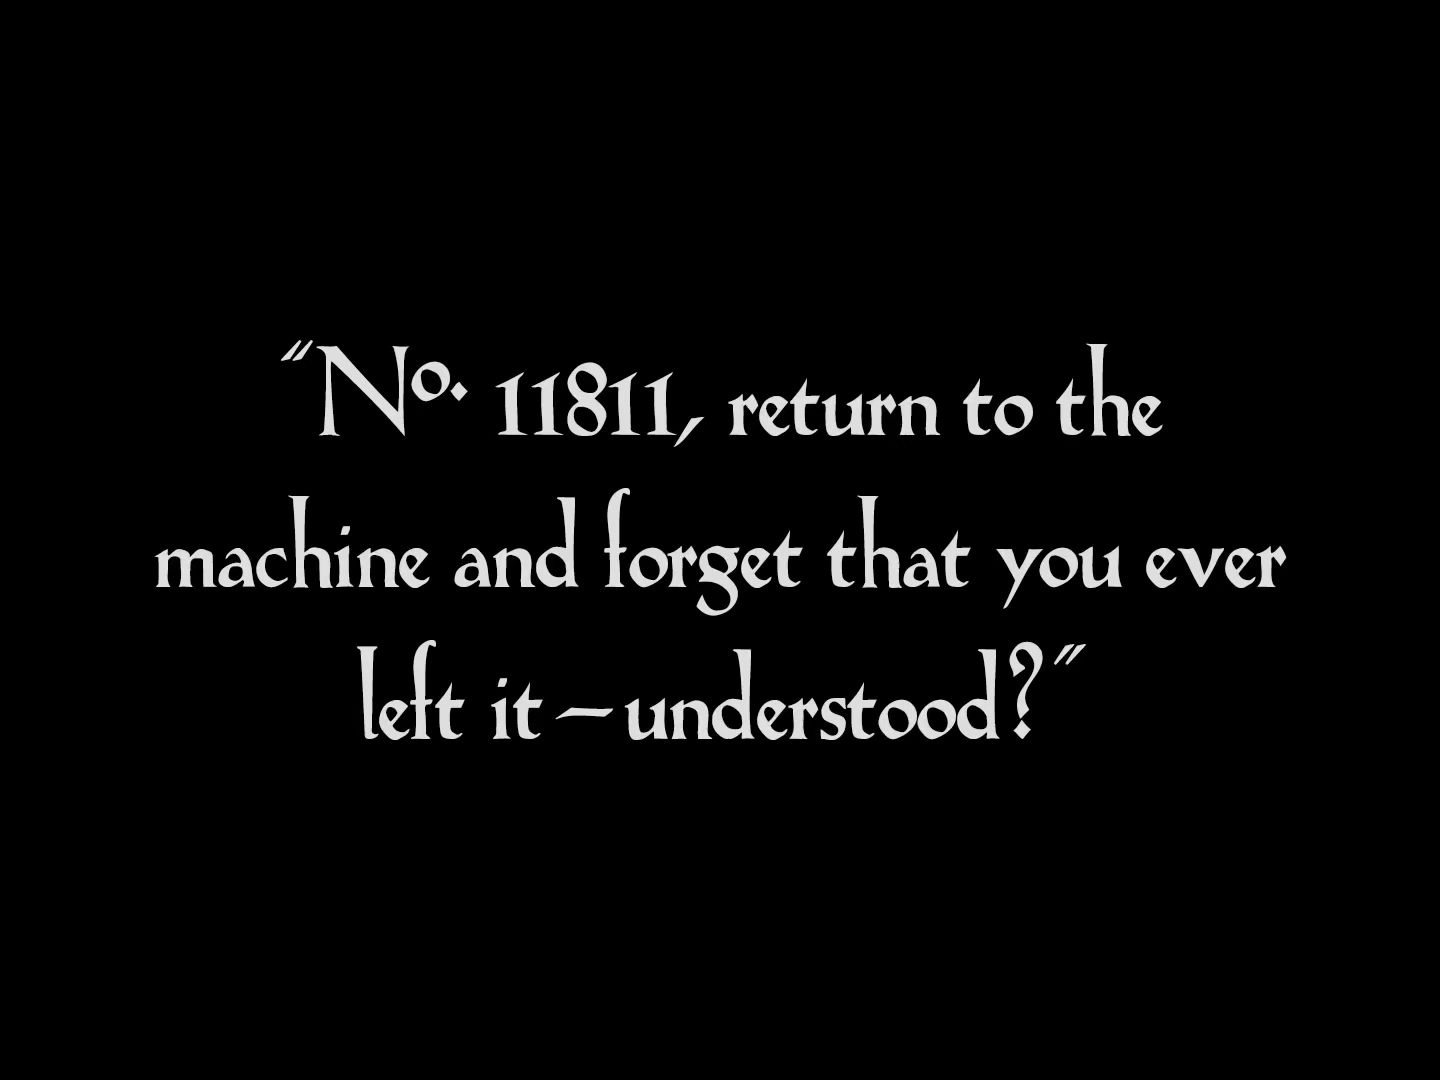 "No. 11811, return to the
machine and forget that you ever
left it—understood?"